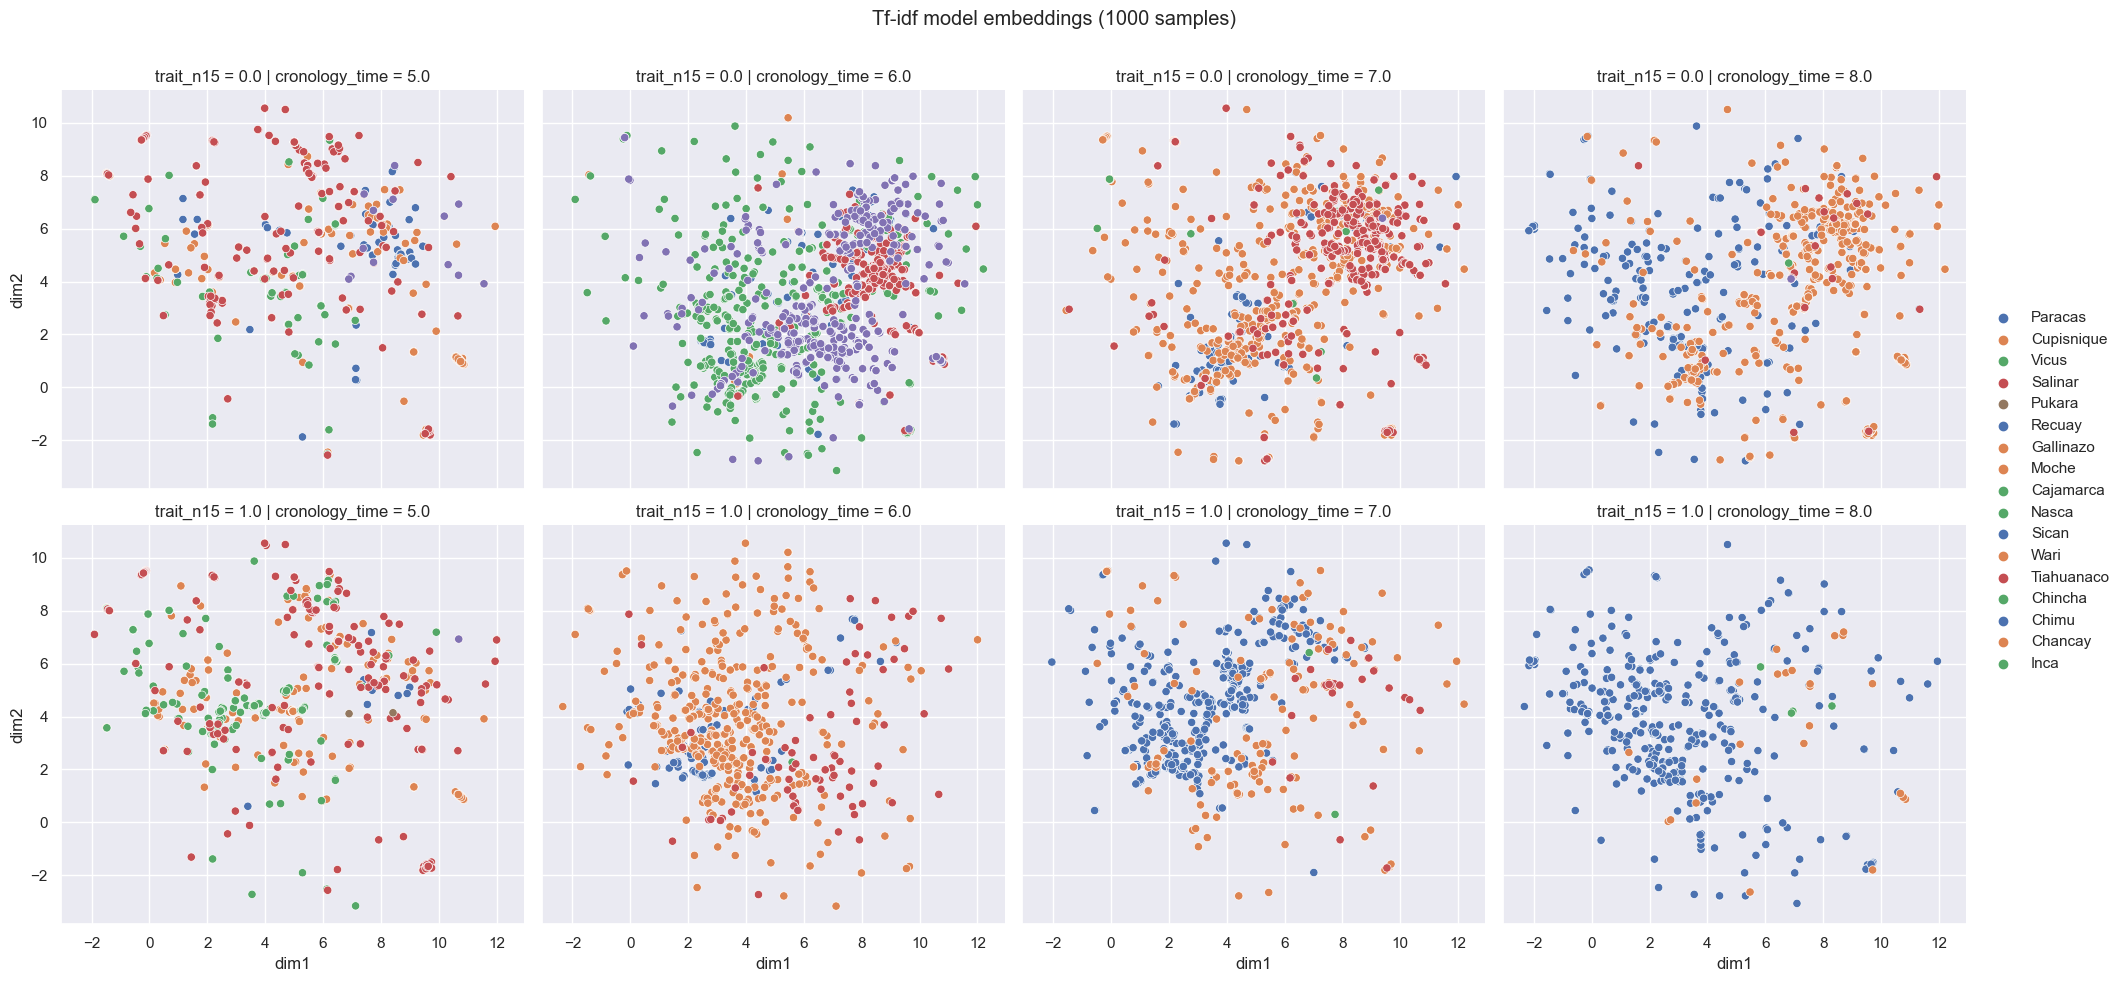 Tf-idf model embeddings (1000 samples)
trait_n15 = 0.0 | cronology_time = 5.0
trait_n15 = 0.0 | cronology_time = 6.0
trait_n15 = 0.0 | cronology_time = 7.0
trait_n15 = 0.0 | cronology_time = 8.0
10
8
6
4
2
0
−2
dim2
trait_n15 = 1.0 | cronology_time = 5.0
trait_n15 = 1.0 | cronology_time = 6.0
trait_n15 = 1.0 | cronology_time = 7.0
trait_n15 = 1.0 | cronology_time = 8.0
10
8
6
4
2
0
−2
dim2
−2 0 2 4 6 8 10 12
−2 0 2 4 6 8 10 12
−2 0 2 4 6 8 10 12
−2 0 2 4 6 8 10 12
dim1
dim1
dim1
dim1
Paracas
Cupisnique
Vicus
Salinar
Pukara
Recuay
Gallinazo
Moche
Cajamarca
Nasca
Sican
Wari
Tiahuanaco
Chincha
Chimu
Chancay
Inca